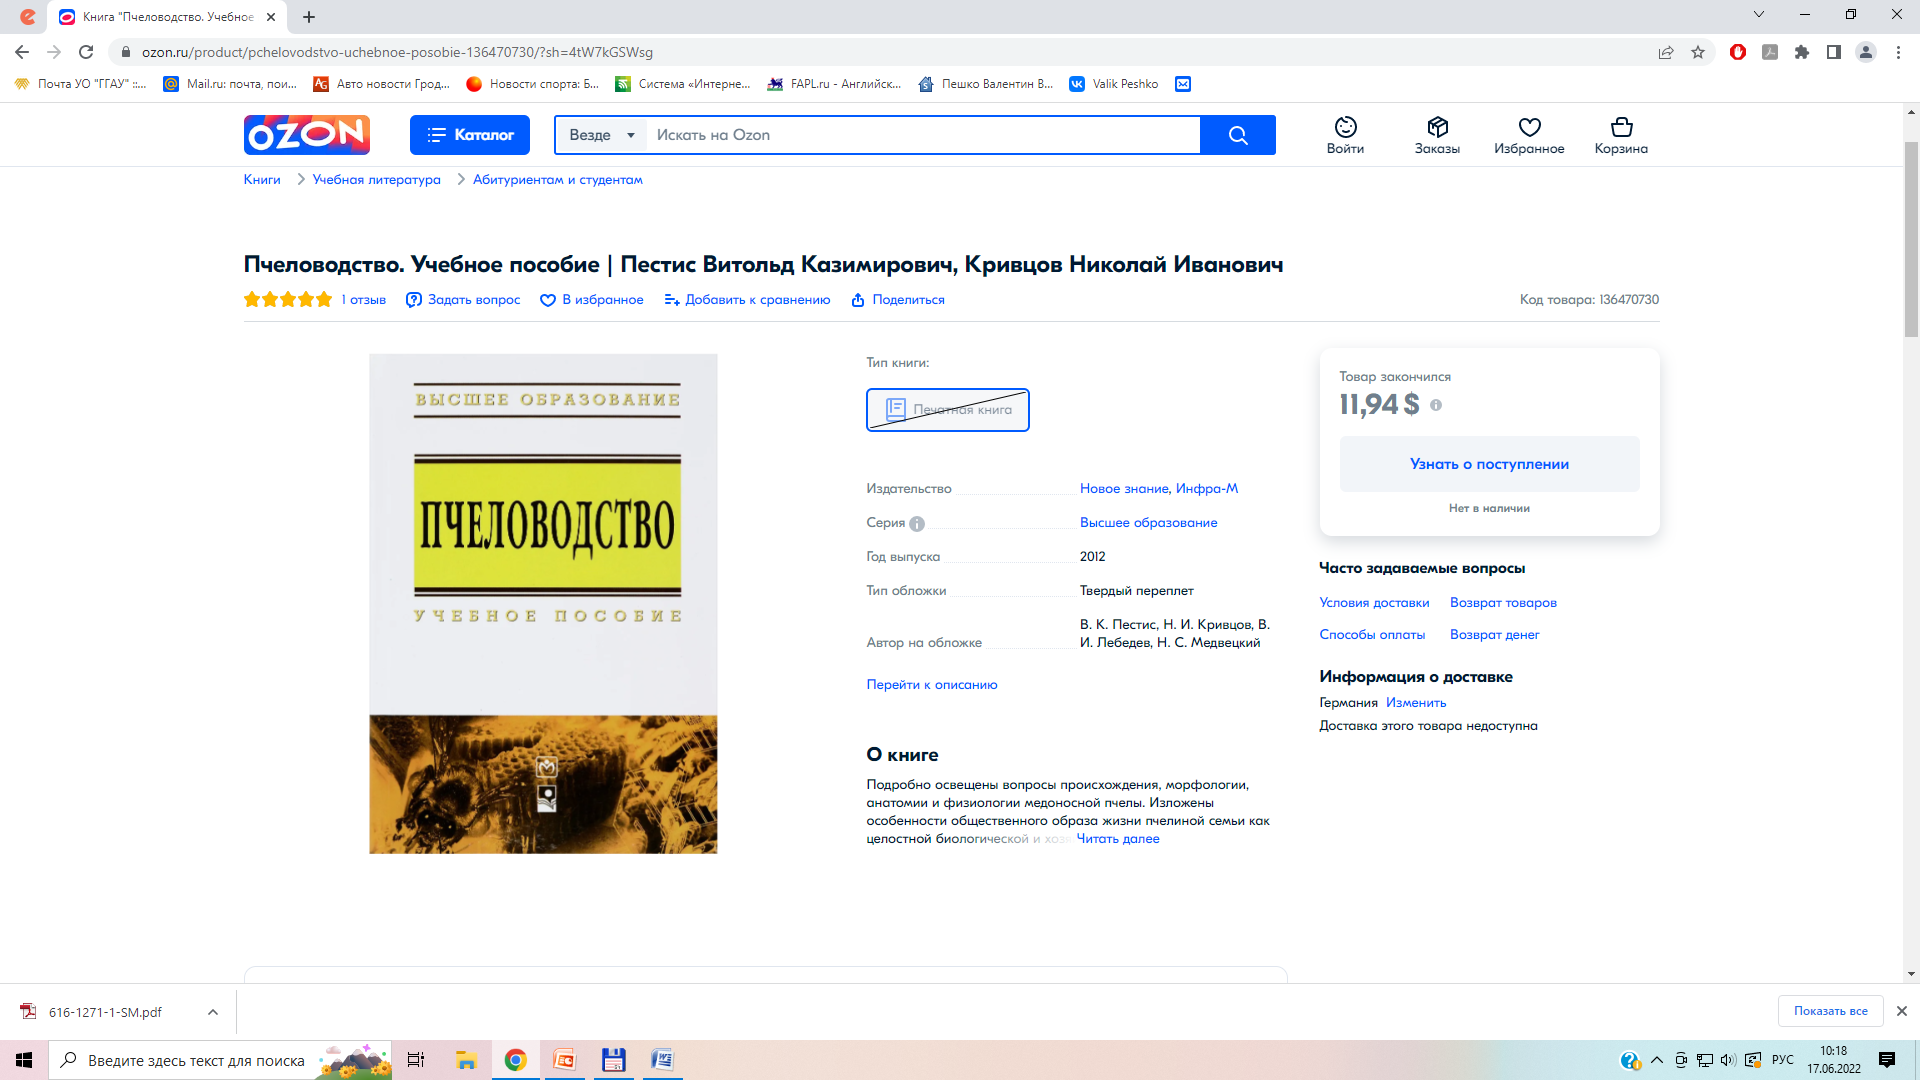 Книга "Пчеловодство. Учебное
ozon.ru/product/pchelovodstvo-uchebnoe-posobie-136470730/?sh=4tW7kGSWsg
Почта УО "ГГАУ" ::... Mail.ru: почта, пои... Авто новости Грод... Новости спорта: Б... Система «Интерне... FAPL.ru - Английск... Пешко Валентин В... Valik Peshko
OZON Каталог Везде Искать на Ozon Войти Заказы Избранное Корзина
Книги Учебная литература Абитуриентам и студентам
Пчеловодство. Учебное пособие | Пестис Витольд Казимирович, Кривцов Николай Иванович
1 отзыв Задать вопрос В избранное Добавить к сравнению Поделиться Код товара: 136470730
ВЫСШЕЕ ОБРАЗОВАНИЕ
ПЧЕЛОВОДСТВО
УЧЕБНОЕ ПОСОБИЕ
Тип книги:
Печатная книга
Издательство Новое знание, Инфра-М
Серия Высшее образование
Год выпуска 2012
Тип обложки Твердый переплет
Автор на обложке В. К. Пестис, Н. И. Кривцов, В.
И. Лебедев, Н. С. Медвецкий
Перейти к описанию
О книге
Подробно освещены вопросы происхождения, морфологии,
анатомии и физиологии медоносной пчелы. Изложены
особенности общественного образа жизни пчелиной семьи как
целостной биологической и хозя Читать далее
Товар закончился
11,94 $
Узнать о поступлении
Нет в наличии
Часто задаваемые вопросы
Условия доставки Возврат товаров
Способы оплаты Возврат денег
Информация о доставке
Германия Изменить
Доставка этого товара недоступна
616-1271-1-SM.pdf Показать все
Введите здесь текст для поиска РУС 10:18
17.06.2022